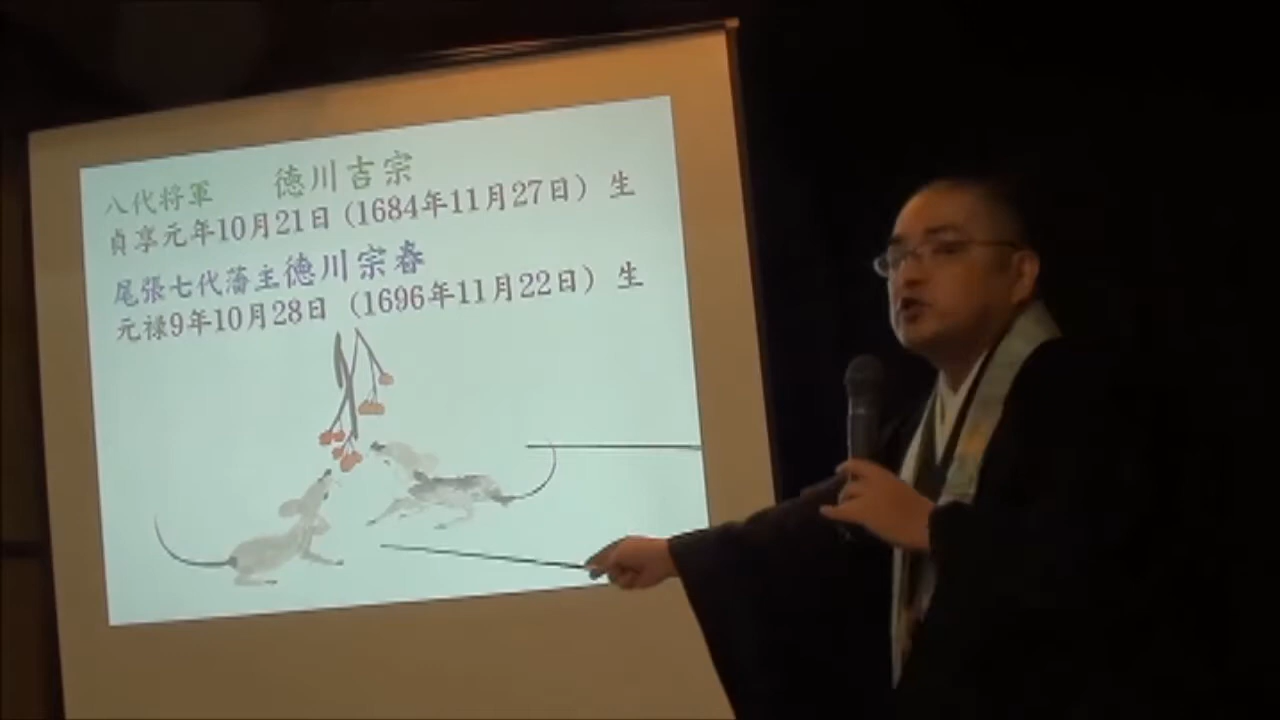 八代将軍 徳川吉宗
貞享元年10月21日（1684年11月27日）生
尾張七代藩主徳川宗春
元禄9年10月28日（1696年11月22日）生